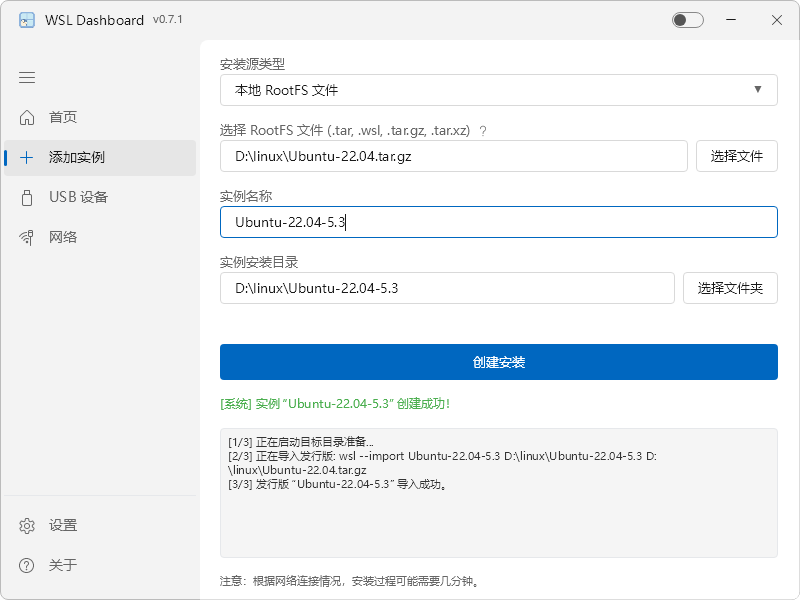 WSL Dashboard v0.7.1
首页
添加实例
USB 设备
网络
设置
关于
安装源类型
本地 RootFS 文件
选择 RootFS 文件 (.tar, .wsl, .tar.gz, .tar.xz) ?
D:\linux\Ubuntu-22.04.tar.gz
选择文件
实例名称
Ubuntu-22.04-5.3
实例安装目录
D:\linux\Ubuntu-22.04-5.3
选择文件夹
创建安装
[系统] 实例 “Ubuntu-22.04-5.3” 创建成功!
[1/3] 正在启动目标目录准备...
[2/3] 正在导入发行版: wsl --import Ubuntu-22.04-5.3 D:\linux\Ubuntu-22.04-5.3 D:
\linux\Ubuntu-22.04.tar.gz
[3/3] 发行版 “Ubuntu-22.04-5.3” 导入成功。
注意：根据网络连接情况，安装过程可能需要几分钟。